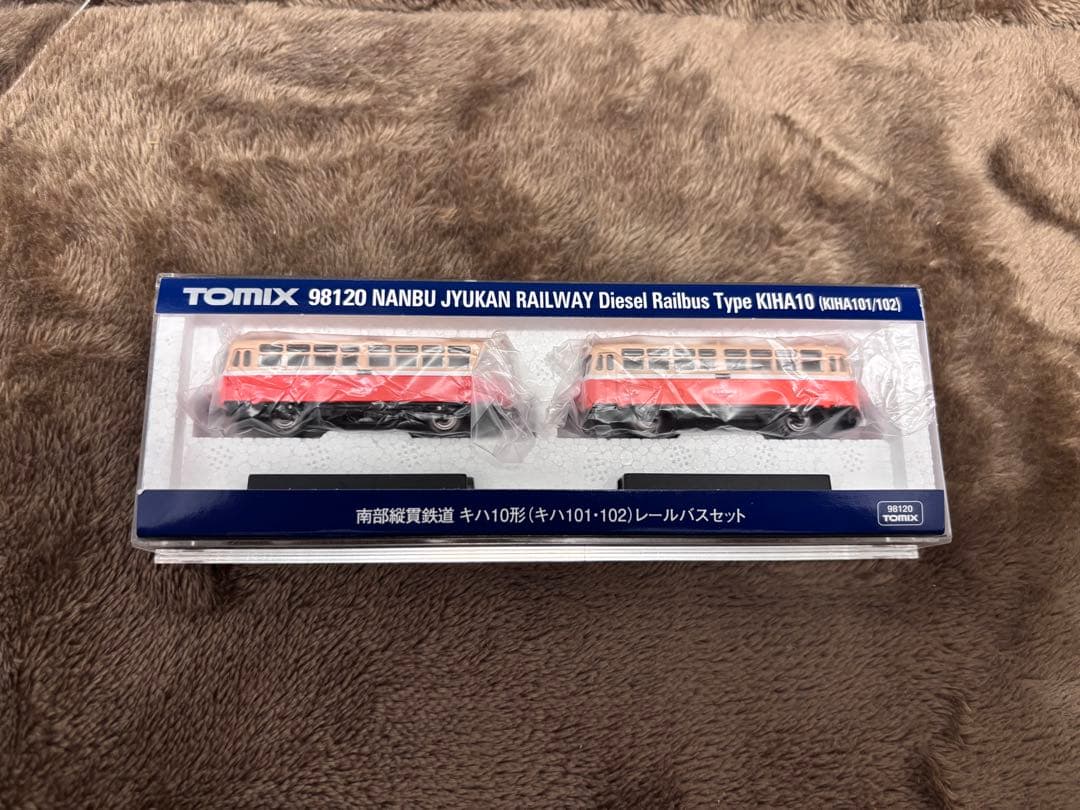 TOMIX 98120 NANBU JYUKAN RAILWAY Diesel Railbus Type KIHA10 (KIHA101/102)
南部縦貫鉄道 キハ10形(キハ101・102)レールバスセット
98120
TOMIX